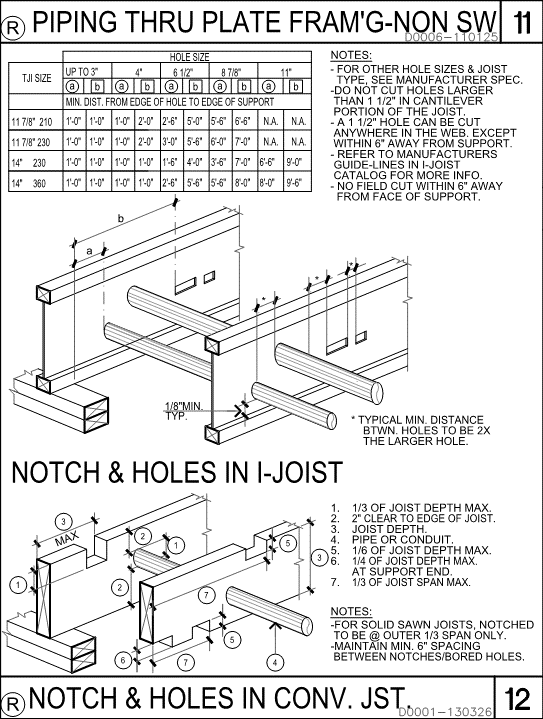 R PIPING THRU PLATE FRAM'G-NON SW 11
D0006-110125
HOLE SIZE
TJI SIZE UP TO 3" 4" 6 1/2" 8 7/8" 11"
a b a b a b a b a b
MIN. DIST. FROM EDGE OF HOLE TO EDGE OF SUPPORT
11 7/8" 210 1'-0" 1'-0" 1'-0" 2'-0" 2'-6" 5'-0" 5'-6" 6'-6" N.A. N.A.
11 7/8" 230 1'-0" 1'-0" 1'-0" 2'-0" 3'-0" 5'-6" 6'-0" 7'-0" N.A. N.A.
14" 230 1'-0" 1'-0" 1'-0" 1'-0" 1'-6" 4'-0" 3'-6" 7'-0" 6'-6" 9'-0"
14" 360 1'-0" 1'-0" 1'-0" 1'-0" 2'-6" 5'-6" 5'-6" 8'-0" 8'-0" 9'-6"
NOTES:
- FOR OTHER HOLE SIZES & JOIST
TYPE, SEE MANUFACTURER SPEC.
-DO NOT CUT HOLES LARGER
THAN 1 1/2" IN CANTILEVER
PORTION OF THE JOIST.
- A 1 1/2" HOLE CAN BE CUT
ANYWHERE IN THE WEB. EXCEPT
WITHIN 6" AWAY FROM SUPPORT.
- REFER TO MANUFACTURERS
GUIDE-LINES IN I-JOIST
CATALOG FOR MORE INFO.
- NO FIELD CUT WITHIN 6" AWAY
FROM FACE OF SUPPORT.
b
a
* * *
1/8"MIN.
TYP.
* TYPICAL MIN. DISTANCE
BTWN. HOLES TO BE 2X
THE LARGER HOLE.
NOTCH & HOLES IN I-JOIST
3
MAX
2
1
5
3
1
2
7
5
6
7
4
1. 1/3 OF JOIST DEPTH MAX.
2. 2" CLEAR TO EDGE OF JOIST.
3. JOIST DEPTH.
4. PIPE OR CONDUIT.
5. 1/6 OF JOIST DEPTH MAX.
6. 1/4 OF JOIST DEPTH MAX.
AT SUPPORT END.
7. 1/3 OF JOIST SPAN MAX.
NOTES:
-FOR SOLID SAWN JOISTS, NOTCHED
TO BE @ OUTER 1/3 SPAN ONLY.
-MAINTAIN MIN. 6" SPACING
BETWEEN NOTCHES/BORED HOLES.
R NOTCH & HOLES IN CONV. JST. 12
D0001-130326